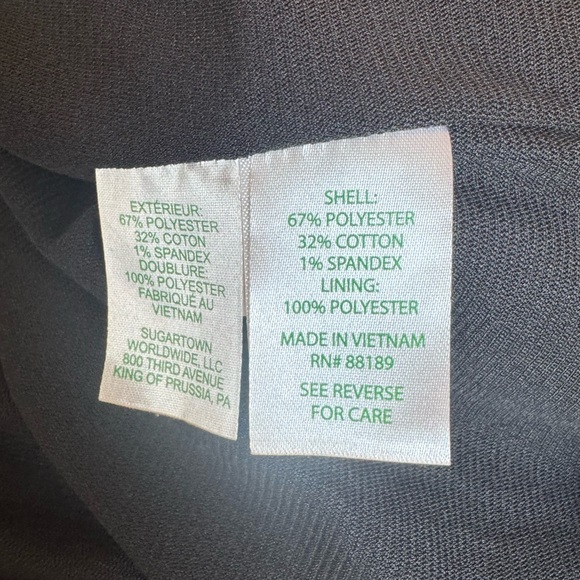 EXTÉRIEUR:
67% POLYESTER
32% COTON
1% SPANDEX
DOUBLURE:
100% POLYESTER
FABRIQUÉ AU
VIETNAM
SUGARTOWN
WORLDWIDE, LLC
800 THIRD AVENUE
KING OF PRUSSIA, PA
SHELL:
67% POLYESTER
32% COTTON
1% SPANDEX
LINING:
100% POLYESTER
MADE IN VIETNAM
RN# 88189
SEE REVERSE
FOR CARE